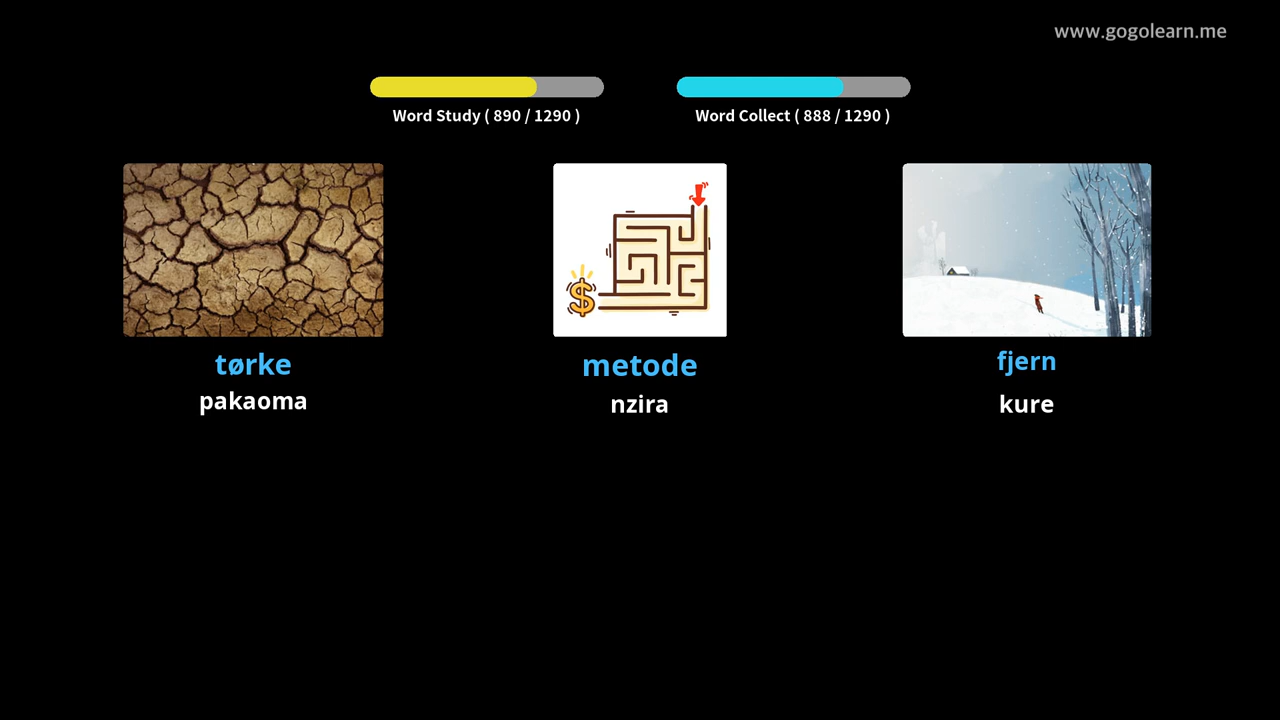 www.gogolearn.me
Word Study ( 890 / 1290 )
Word Collect ( 888 / 1290 )
tørke
pakaoma
metode
nzira
fjern
kure